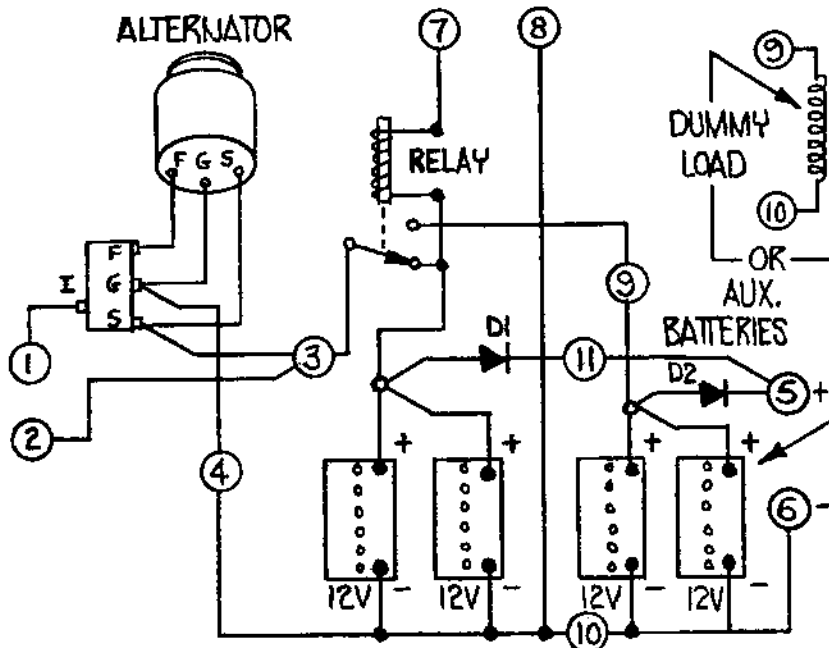 ALTERNATOR
7
8
9
DUMMY
LOAD
F G S
RELAY
10
F
I
G
S
OR
AUX.
BATTERIES
9
1
3
D1
11
D2
5 +
2
4
+ + + +
6 -
12V - 12V - 12V - 12V -
10